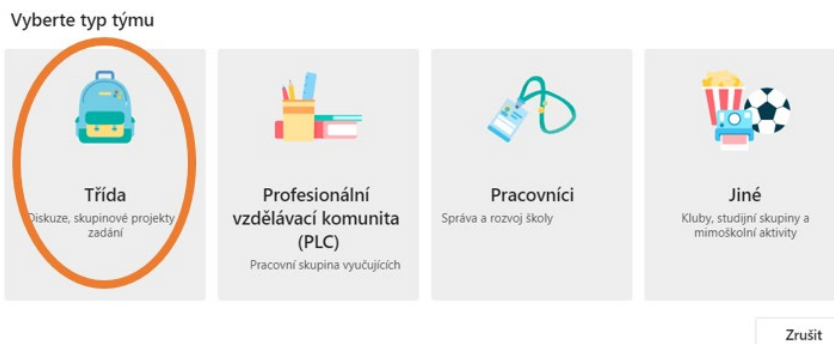 Vyberte typ týmu
Třída
Diskuze, skupinové projekty,
zadání
Profesionální
vzdělávací komunita
(PLC)
Pracovní skupina vyučujících
Pracovníci
Správa a rozvoj školy
Jiné
Kluby, studijní skupiny a
mimoškolní aktivity
Zrušit